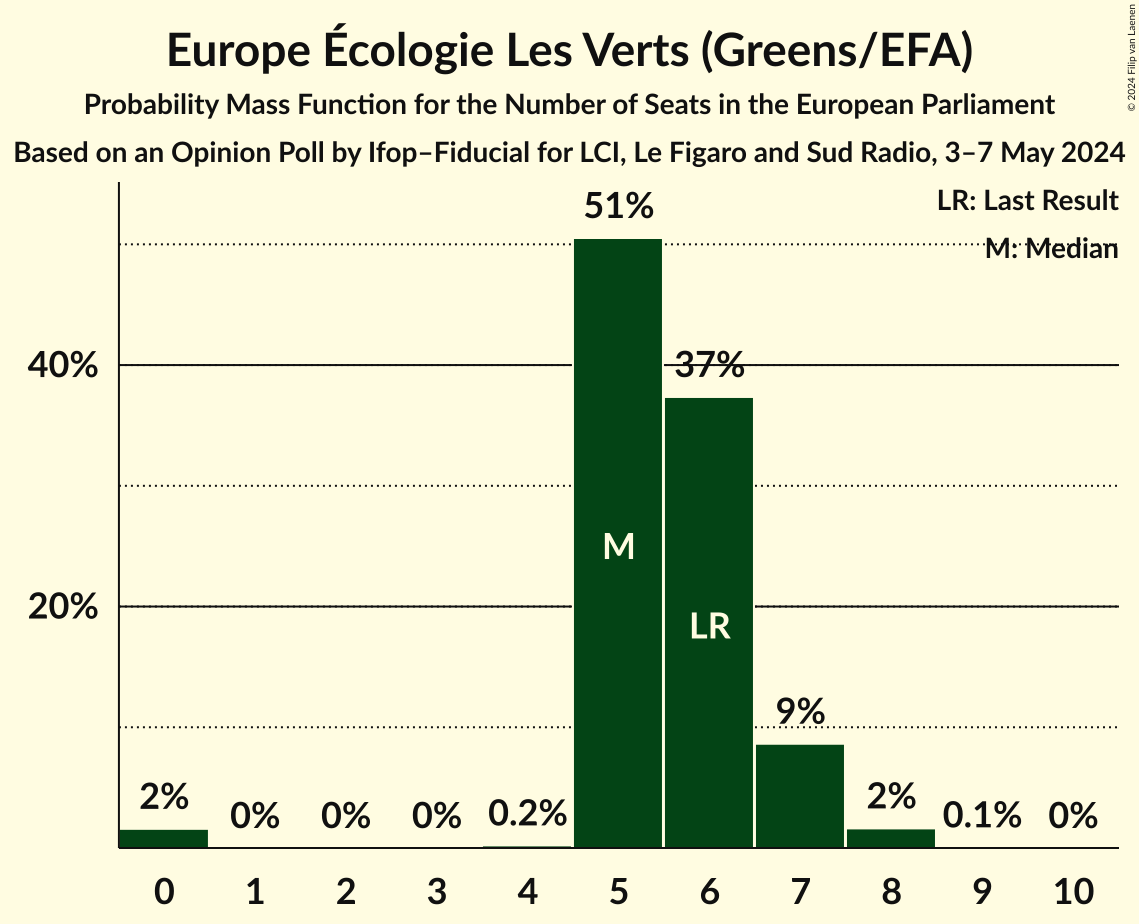 Europe Écologie Les Verts (Greens/EFA)
Probability Mass Function for the Number of Seats in the European Parliament
Based on an Opinion Poll by Ifop–Fiducial for LCI, Le Figaro and Sud Radio, 3–7 May 2024
© 2024 Filip van Laenen
LR: Last Result
M: Median
51%
40%
37%
M
20%
LR
9%
2%
0%
0%
0%
0.2%
2%
0.1%
0%
0 1 2 3 4 5 6 7 8 9 10